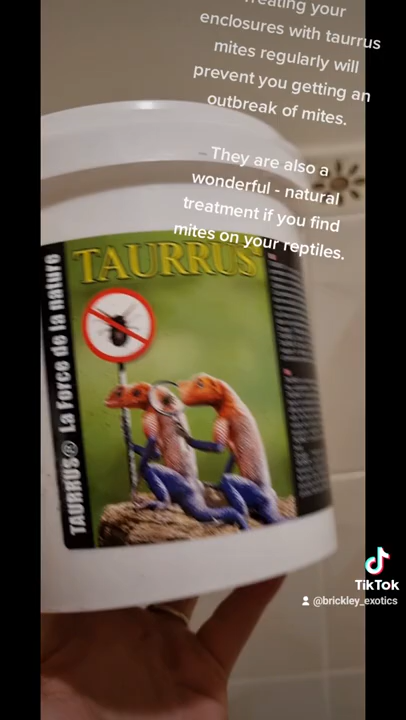 Treating your
enclosures with taurrus
mites regularly will
prevent you getting an
outbreak of mites.
They are also a
wonderful - natural
treatment if you find
mites on your reptiles.
TAURRUS
TAURRUS® La force de la nature
TikTok
@brickley_exotics